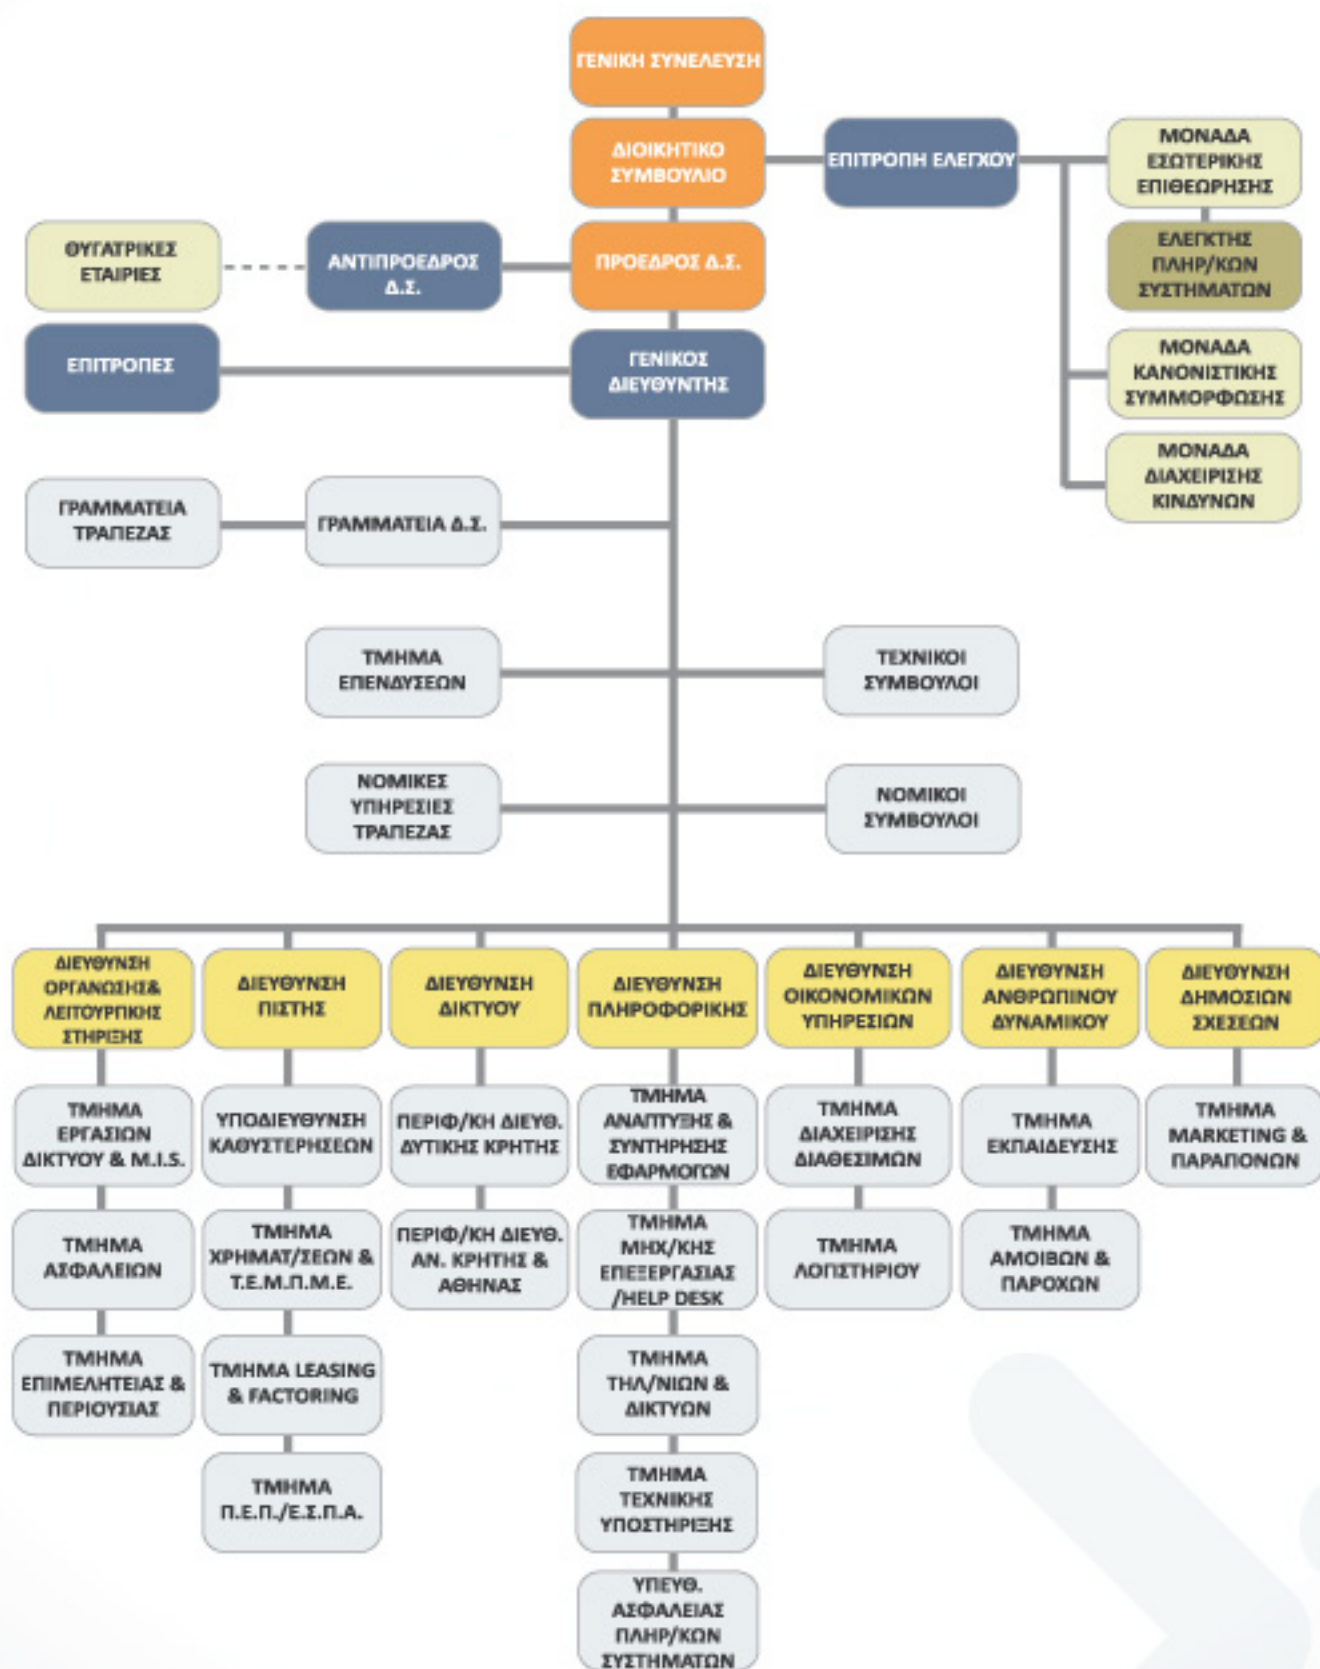 ΓΕΝΙΚΗ ΣΥΝΕΛΕΥΣΗ
ΔΙΟΙΚΗΤΙΚΟ
ΣΥΜΒΟΥΛΙΟ
ΕΠΙΤΡΟΠΗ ΕΛΕΓΧΟΥ
ΜΟΝΑΔΑ
ΕΣΩΤΕΡΙΚΗΣ
ΕΠΙΘΕΩΡΗΣΗΣ
ΘΥΓΑΤΡΙΚΕΣ
ΕΤΑΙΡΙΕΣ
ΑΝΤΙΠΡΟΕΔΡΟΣ
Δ.Σ.
ΠΡΟΕΔΡΟΣ Δ.Σ.
ΕΛΕΓΚΤΗΣ
ΠΛΗΡ/ΚΩΝ
ΣΥΣΤΗΜΑΤΩΝ
ΕΠΙΤΡΟΠΕΣ
ΓΕΝΙΚΟΣ
ΔΙΕΥΘΥΝΤΗΣ
ΜΟΝΑΔΑ
ΚΑΝΟΝΙΣΤΙΚΗΣ
ΣΥΜΜΟΡΦΩΣΗΣ
ΜΟΝΑΔΑ
ΔΙΑΧΕΙΡΙΣΗΣ
ΚΙΝΔΥΝΩΝ
ΓΡΑΜΜΑΤΕΙΑ
ΤΡΑΠΕΖΑΣ
ΓΡΑΜΜΑΤΕΙΑ Δ.Σ.
ΤΜΗΜΑ
ΕΠΕΝΔΥΣΕΩΝ
ΤΕΧΝΙΚΟΙ
ΣΥΜΒΟΥΛΟΙ
ΝΟΜΙΚΕΣ
ΥΠΗΡΕΣΙΕΣ
ΤΡΑΠΕΖΑΣ
ΝΟΜΙΚΟΙ
ΣΥΜΒΟΥΛΟΙ
ΔΙΕΥΘΥΝΣΗ
ΟΡΓΑΝΩΣΗΣ&
ΛΕΙΤΟΥΡΓΙΚΗΣ
ΣΤΗΡΙΞΗΣ
ΔΙΕΥΘΥΝΣΗ
ΠΙΣΤΗΣ
ΔΙΕΥΘΥΝΣΗ
ΔΙΚΤΥΟΥ
ΔΙΕΥΘΥΝΣΗ
ΠΛΗΡΟΦΟΡΙΚΗΣ
ΔΙΕΥΘΥΝΣΗ
ΟΙΚΟΝΟΜΙΚΩΝ
ΥΠΗΡΕΣΙΩΝ
ΔΙΕΥΘΥΝΣΗ
ΑΝΘΡΩΠΙΝΟΥ
ΔΥΝΑΜΙΚΟΥ
ΔΙΕΥΘΥΝΣΗ
ΔΗΜΟΣΙΩΝ
ΣΧΕΣΕΩΝ
ΤΜΗΜΑ
ΕΡΓΑΣΙΩΝ
ΔΙΚΤΥΟΥ & M.I.S.
ΥΠΟΔΙΕΥΘΥΝΣΗ
ΚΑΘΥΣΤΕΡΗΣΕΩΝ
ΠΕΡΙΦ/ΚΗ ΔΙΕΥΘ.
ΔΥΤΙΚΗΣ ΚΡΗΤΗΣ
ΤΜΗΜΑ
ΑΝΑΠΤΥΞΗΣ &
ΣΥΝΤΗΡΗΣΗΣ
ΕΦΑΡΜΟΓΩΝ
ΤΜΗΜΑ
ΔΙΑΧΕΙΡΙΣΗΣ
ΔΙΑΘΕΣΙΜΩΝ
ΤΜΗΜΑ
ΕΚΠΑΙΔΕΥΣΗΣ
ΤΜΗΜΑ
MARKETING &
ΠΑΡΑΠΟΝΩΝ
ΤΜΗΜΑ
ΑΣΦΑΛΕΙΩΝ
ΤΜΗΜΑ
ΧΡΗΜΑΤ/ΣΕΩΝ &
Τ.Ε.Μ.Π.Μ.Ε.
ΠΕΡΙΦ/ΚΗ ΔΙΕΥΘ.
ΑΝ. ΚΡΗΤΗΣ &
ΑΘΗΝΑΣ
ΤΜΗΜΑ
ΜΗΧ/ΚΗΣ
ΕΠΕΞΕΡΓΑΣΙΑΣ
/HELP DESK
ΤΜΗΜΑ
ΛΟΓΙΣΤΗΡΙΟΥ
ΤΜΗΜΑ
ΑΜΟΙΒΩΝ &
ΠΑΡΟΧΩΝ
ΤΜΗΜΑ
ΕΠΙΜΕΛΗΤΕΙΑΣ &
ΠΕΡΙΟΥΣΙΑΣ
ΤΜΗΜΑ LEASING
& FACTORING
ΤΜΗΜΑ
ΤΗΛ/ΝΙΩΝ &
ΔΙΚΤΥΩΝ
ΤΜΗΜΑ
Π.Ε.Π./Ε.Σ.Π.Α.
ΤΜΗΜΑ
ΤΕΧΝΙΚΗΣ
ΥΠΟΣΤΗΡΙΞΗΣ
ΥΠΕΥΘ.
ΑΣΦΑΛΕΙΑΣ
ΠΛΗΡ/ΚΩΝ
ΣΥΣΤΗΜΑΤΩΝ